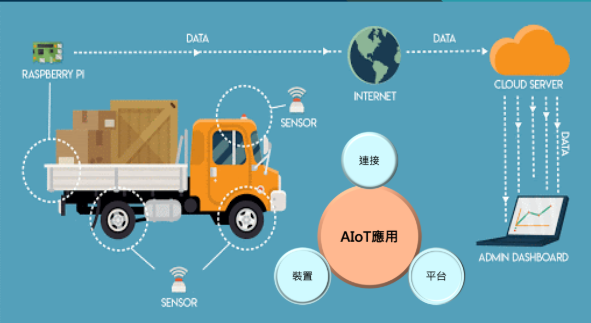 DATA
DATA
RASPBERRY PI
INTERNET
CLOUD SERVER
SENSOR
DATA
連接
AIoT應用
裝置
平台
ADMIN DASHBOARD
SENSOR